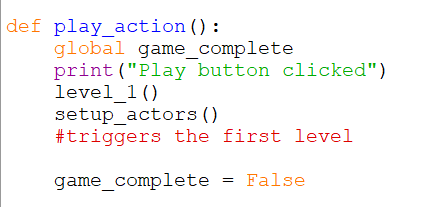 def play_action():
    global game_complete
    print("Play button clicked")
    level_1()
    setup_actors()
    #triggers the first level

    game_complete = False